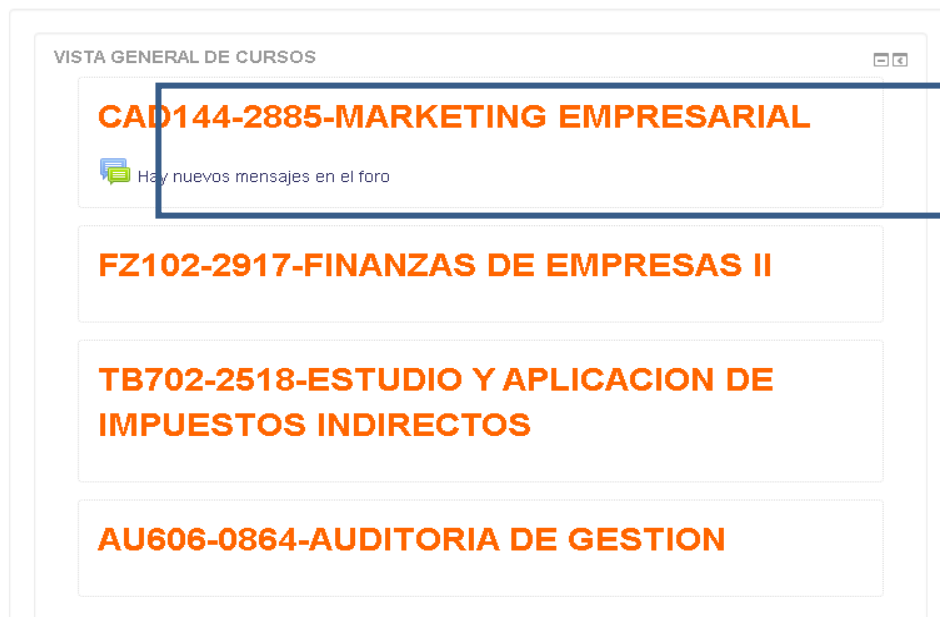 VISTA GENERAL DE CURSOS
CAD144-2885-MARKETING EMPRESARIAL
Hay nuevos mensajes en el foro
FZ102-2917-FINANZAS DE EMPRESAS II
TB702-2518-ESTUDIO Y APLICACION DE
IMPUESTOS INDIRECTOS
AU606-0864-AUDITORIA DE GESTION